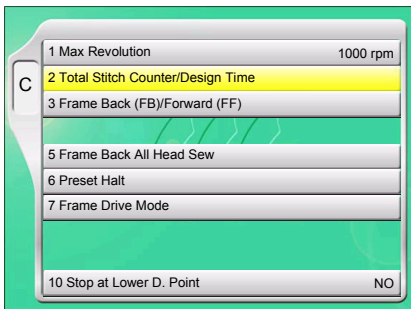 C
1 Max Revolution 1000 rpm
2 Total Stitch Counter/Design Time
3 Frame Back (FB)/Forward (FF)
5 Frame Back All Head Sew
6 Preset Halt
7 Frame Drive Mode
10 Stop at Lower D. Point NO